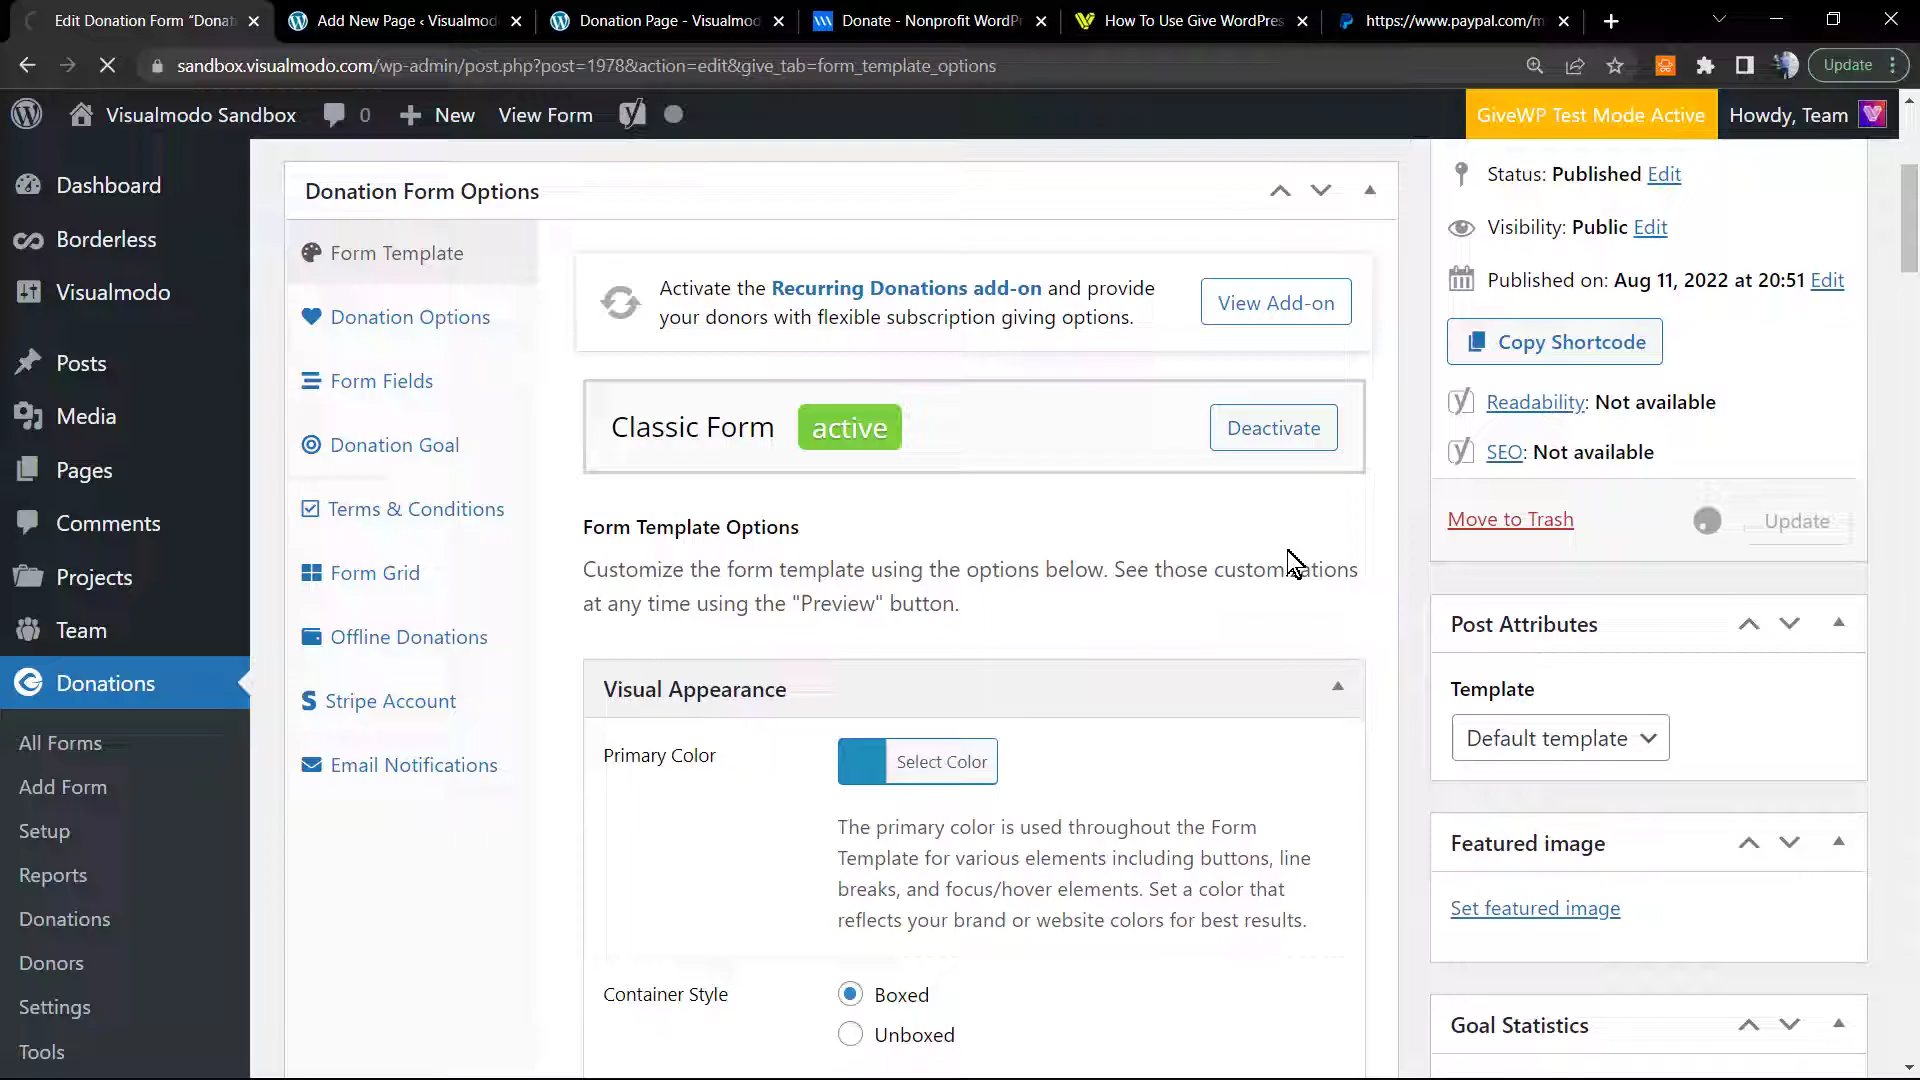 Edit Donation Form “Donat
Add New Page ‹ Visualmod
Donation Page - Visualmod
Donate - Nonprofit WordPr
How To Use Give WordPres
https://www.paypal.com/m
sandbox.visualmodo.com/wp-admin/post.php?post=1978&action=edit&give_tab=form_template_options
Update
Visualmodo Sandbox
0
New
View Form
GiveWP Test Mode Active
Howdy, Team
Dashboard
Borderless
Visualmodo
Posts
Media
Pages
Comments
Projects
Team
Donations
All Forms
Add Form
Setup
Reports
Donations
Donors
Settings
Tools
Donation Form Options
Form Template
Donation Options
Form Fields
Donation Goal
Terms & Conditions
Form Grid
Offline Donations
Stripe Account
Email Notifications
Activate the Recurring Donations add-on and provide
your donors with flexible subscription giving options.
View Add-on
Classic Form
active
Deactivate
Form Template Options
Customize the form template using the options below. See those customizations
at any time using the "Preview" button.
Visual Appearance
Primary Color
Select Color
The primary color is used throughout the Form
Template for various elements including buttons, line
breaks, and focus/hover elements. Set a color that
reflects your brand or website colors for best results.
Container Style
Boxed
Unboxed
Status: Published Edit
Visibility: Public Edit
Published on: Aug 11, 2022 at 20:51 Edit
Copy Shortcode
Readability: Not available
SEO: Not available
Move to Trash
Update
Post Attributes
Template
Default template
Featured image
Set featured image
Goal Statistics